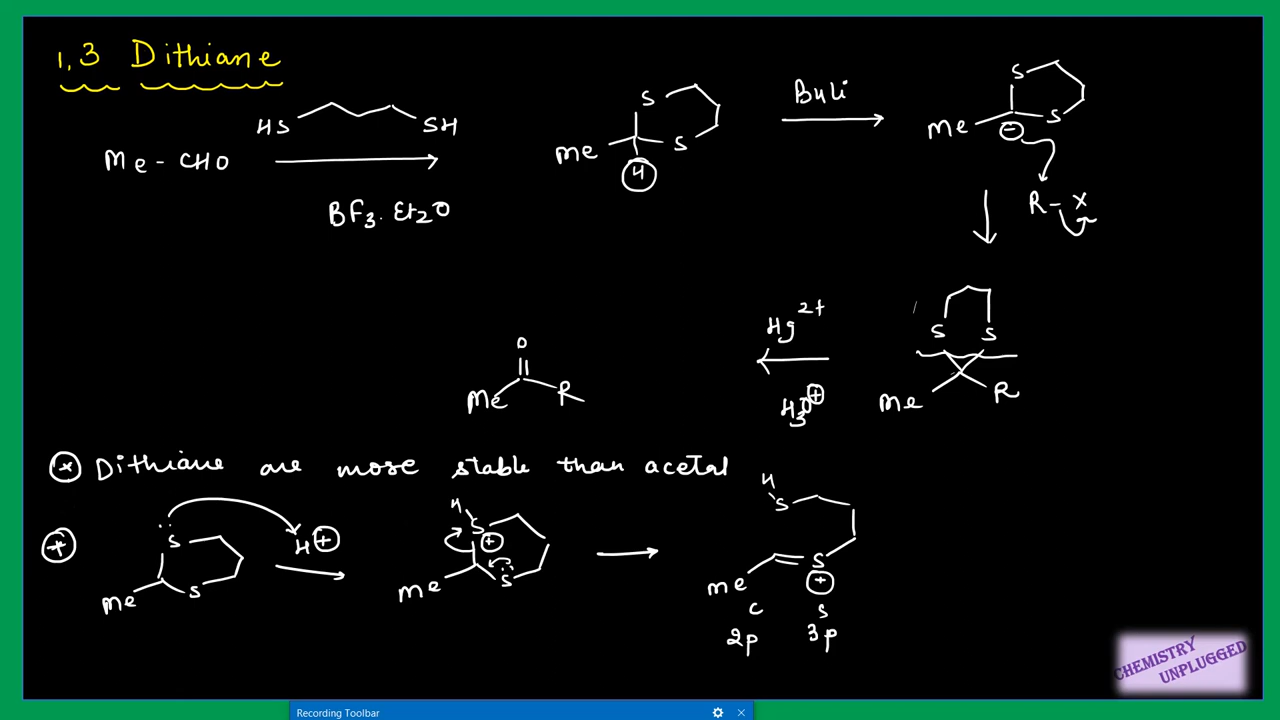 1,3 Dithiane
HS SH
Me - CHO
BF3. Et2O
S
S
Me
H
BuLi
S
S
Me
R - X
S S
Me R
Hg2+
H3O+
O
Me R
* Dithiane are more stable than acetal
*
S
S
Me
H+
H
S
+
S
Me
H
S
Me S
+
C S
2p 3p
CHEMISTRY
UNPLUGGED
Recording Toolbar